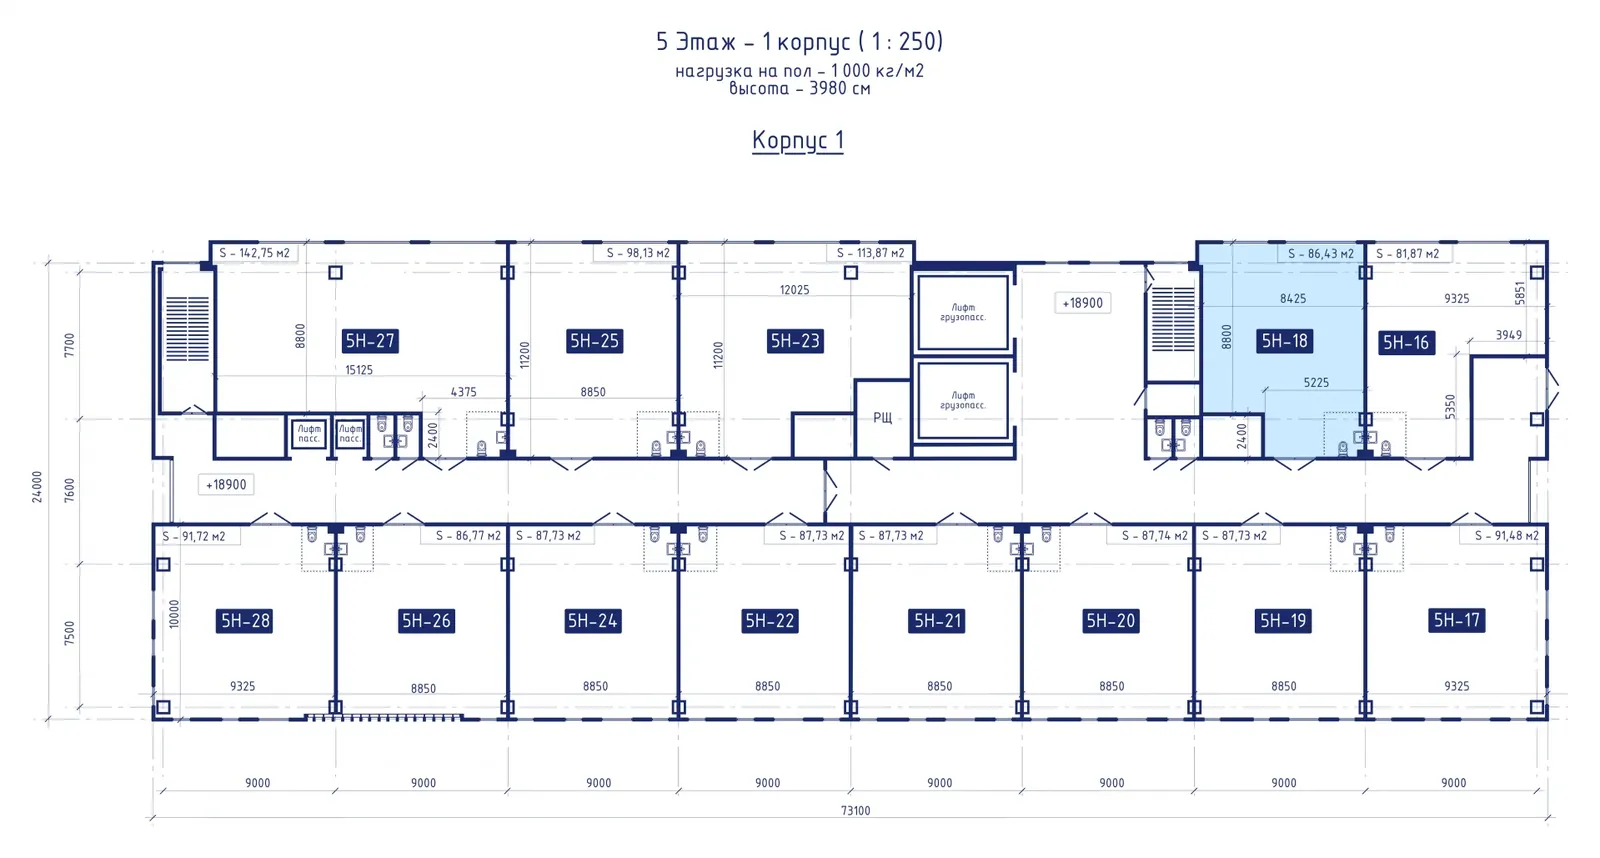 5 Этаж – 1 корпус ( 1 : 250)
нагрузка на пол – 1 000 кг/м2
высота – 3980 см
Корпус 1
S – 142,75 м2
S – 98,13 м2
S – 113,87 м2
S – 86,43 м2
S – 81,87 м2
12025
Лифт
грузопасс.
+18900
8425
9325
5851
8800
5Н-27
11200
5Н-25
11200
5Н-23
8800
5Н-18
5Н-16
3949
7700
15125
4375
8850
5225
Лифт
грузопасс.
5350
РЩ
Лифт
пасс.
Лифт
пасс.
2400
2400
24000
7600
+18900
S – 91,72 м2
S – 86,77 м2
S – 87,73 м2
S – 87,73 м2
S – 87,73 м2
S – 87,74 м2
S – 87,73 м2
S – 91,48 м2
10000
7500
5Н-28
5Н-26
5Н-24
5Н-22
5Н-21
5Н-20
5Н-19
5Н-17
9325
8850
8850
8850
8850
8850
8850
9325
9000
9000
9000
9000
9000
9000
9000
9000
73100